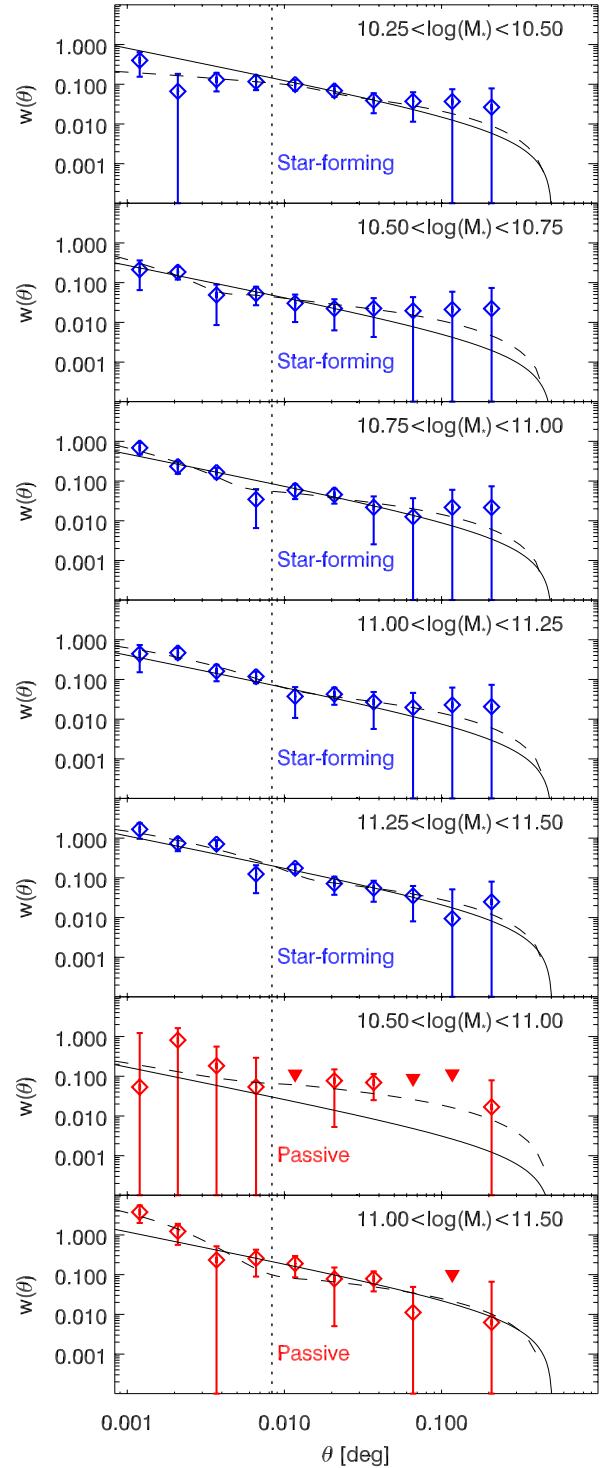 10.25<log(M⋆)<10.50
1.000
0.100
0.010
0.001
w(θ)
Star-forming
10.50<log(M⋆)<10.75
1.000
0.100
0.010
0.001
w(θ)
Star-forming
10.75<log(M⋆)<11.00
1.000
0.100
0.010
0.001
w(θ)
Star-forming
11.00<log(M⋆)<11.25
1.000
0.100
0.010
0.001
w(θ)
Star-forming
11.25<log(M⋆)<11.50
1.000
0.100
0.010
0.001
w(θ)
Star-forming
10.50<log(M⋆)<11.00
1.000
0.100
0.010
0.001
w(θ)
Passive
11.00<log(M⋆)<11.50
1.000
0.100
0.010
0.001
w(θ)
Passive
0.001 0.010 0.100
θ [deg]